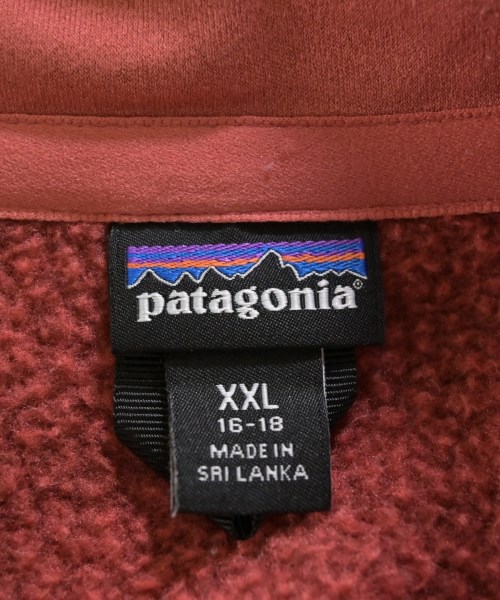 patagonia®
XXL
16-18
MADE IN
SRI LANKA